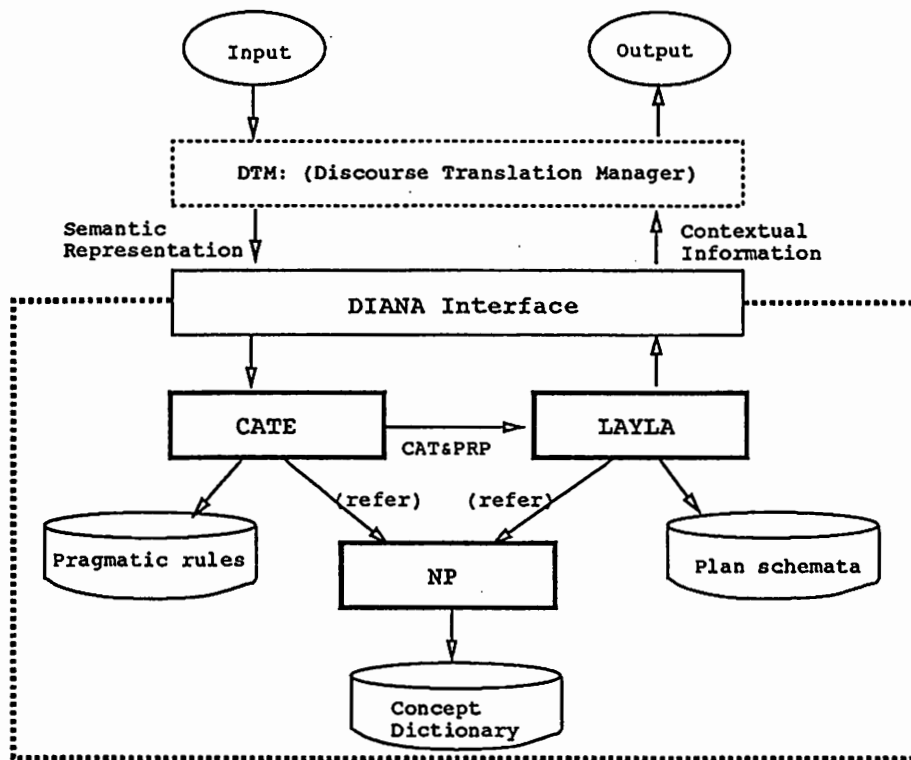 Input
Output
DTM: (Discourse Translation Manager)
Semantic
Representation
Contextual
Information
DIANA Interface
CATE
LAYLA
CAT&PRP
(refer)
(refer)
Pragmatic rules
NP
Plan schemata
Concept
Dictionary